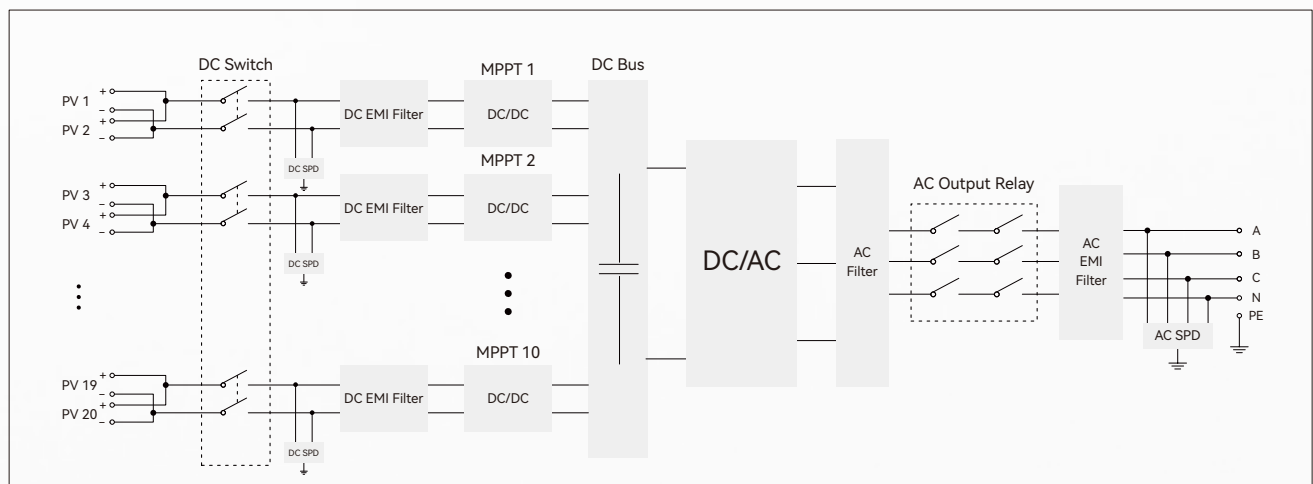 DC Switch
MPPT 1
DC Bus
PV 1
+
−
PV 2
+
−
DC EMI Filter
DC/DC
DC SPD
MPPT 2
PV 3
+
−
PV 4
+
−
DC EMI Filter
DC/DC
DC SPD
DC/AC
AC
Filter
AC Output Relay
AC
EMI
Filter
A
B
C
N
PE
AC SPD
MPPT 10
PV 19
+
−
PV 20
+
−
DC EMI Filter
DC/DC
DC SPD